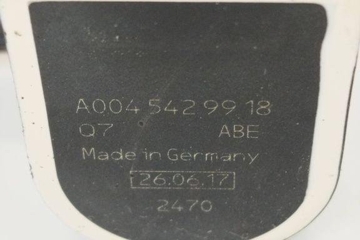 A004 542 99 18
Q7 ABE
Made in Germany
26.06.17
2470